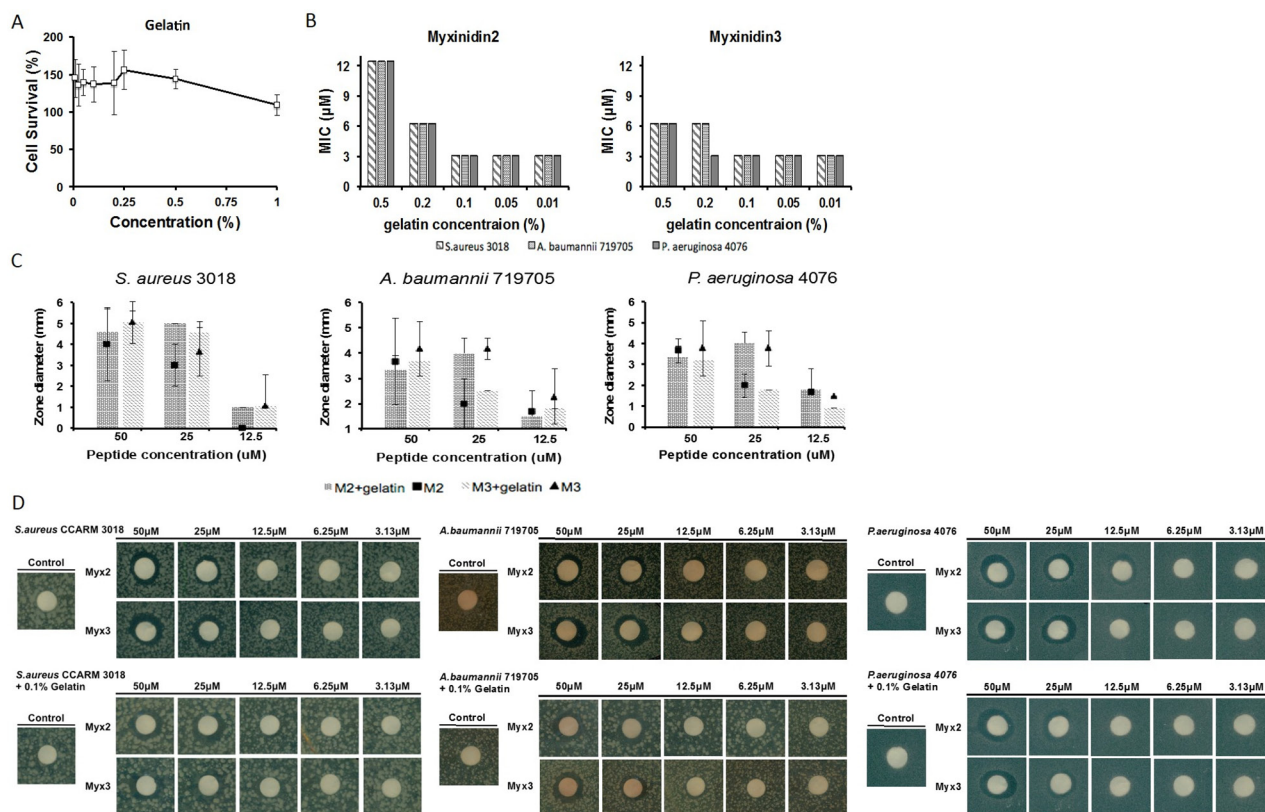 A
Gelatin
Cell Survival (%)
200
150
100
50
0
0 0.25 0.5 0.75 1
Concentration (%)
B
Myxinidin2
MIC (µM)
12
9
6
3
0
0.5 0.2 0.1 0.05 0.01
gelatin concentraion (%)
Myxinidin3
MIC (µM)
12
9
6
3
0
0.5 0.2 0.1 0.05 0.01
gelatin concentraion (%)
S.aureus 3018 A. baumannii 719705 P. aeruginosa 4076
C
S. aureus 3018
Zone diameter (mm)
6
5
4
3
2
1
0
50 25 12.5
Peptide concentration (uM)
A. baumannii 719705
Zone diameter (mm)
6
5
4
3
2
1
50 25 12.5
Peptide concentration (uM)
P. aeruginosa 4076
Zone diameter (mm)
6
5
4
3
2
1
0
50 25 12.5
Peptide concentration (uM)
M2+gelatin M2 M3+gelatin M3
D
S.aureus CCARM 3018
50µM 25µM 12.5µM 6.25µM 3.13µM
Control
Myx2
Myx3
A.baumannii 719705
50µM 25µM 12.5µM 6.25µM 3.13µM
Control
Myx2
Myx3
P.aeruginosa 4076
50µM 25µM 12.5µM 6.25µM 3.13µM
Control
Myx2
Myx3
S.aureus CCARM 3018
+ 0.1% Gelatin
50µM 25µM 12.5µM 6.25µM 3.13µM
Control
Myx2
Myx3
A.baumannii 719705
+ 0.1% Gelatin
50µM 25µM 12.5µM 6.25µM 3.13µM
Control
Myx2
Myx3
P.aeruginosa 4076
+ 0.1% Gelatin
50µM 25µM 12.5µM 6.25µM 3.13µM
Control
Myx2
Myx3